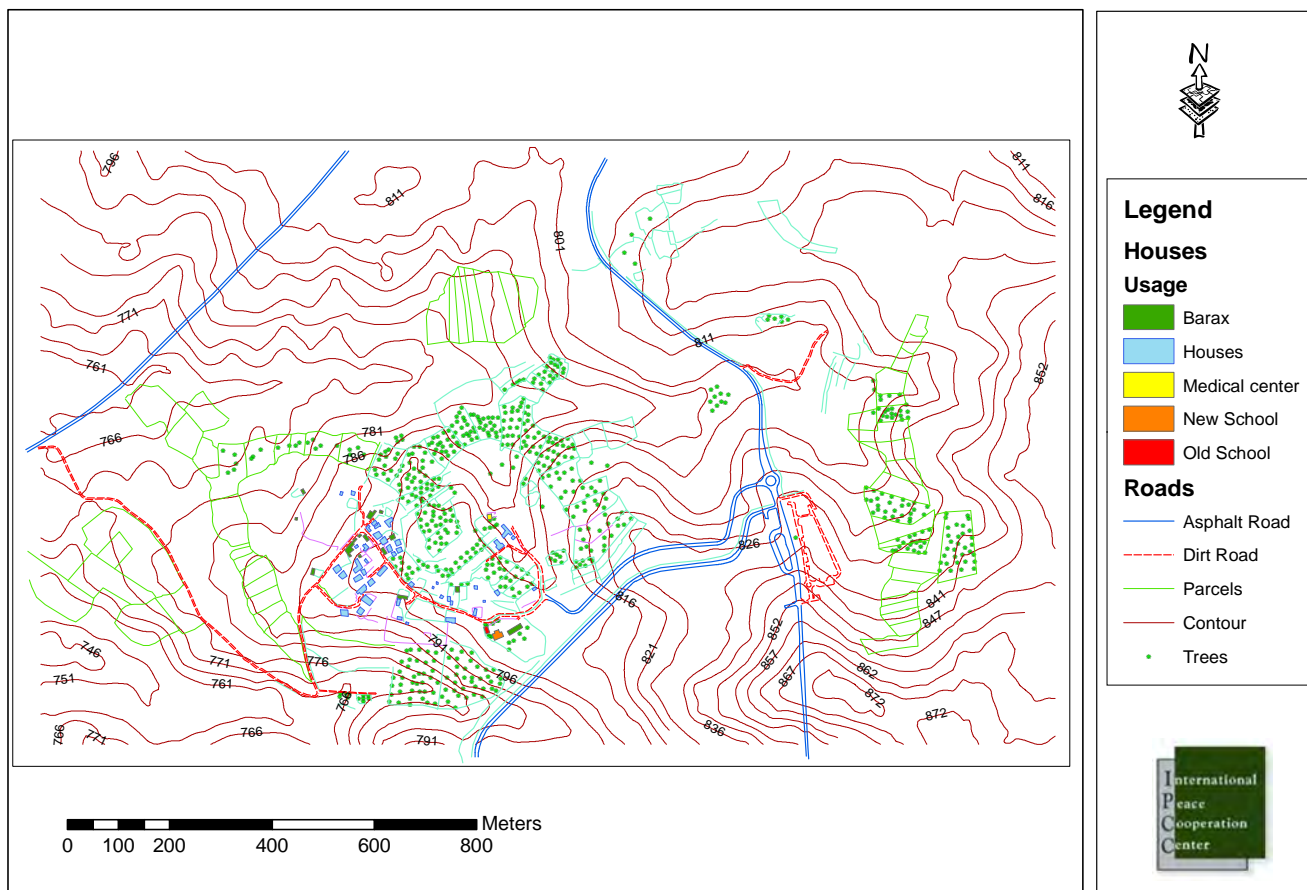 796
811
811
816
801
771
811
761
852
766
781
786
826
816
841
847
852
821
791
746
771
776
857
862
751
761
796
867
872
766
872
766
771
766
791
836
Meters
0 100 200 400 600 800
N
Legend
Houses
Usage
Barax
Houses
Medical center
New School
Old School
Roads
Asphalt Road
Dirt Road
Parcels
Contour
Trees
International
Peace
Cooperation
Center